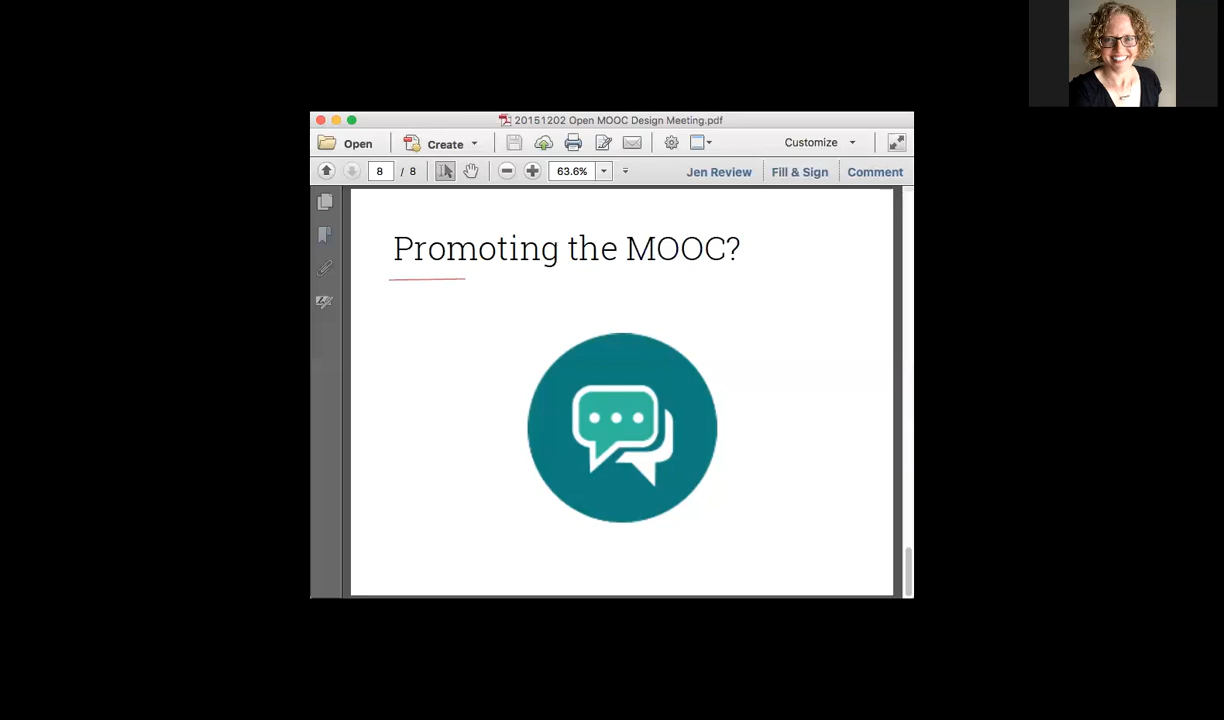 20151202 Open MOOC Design Meeting.pdf
Open Create Customize
8 / 8 63.6% Jen Review Fill & Sign Comment
Promoting the MOOC?